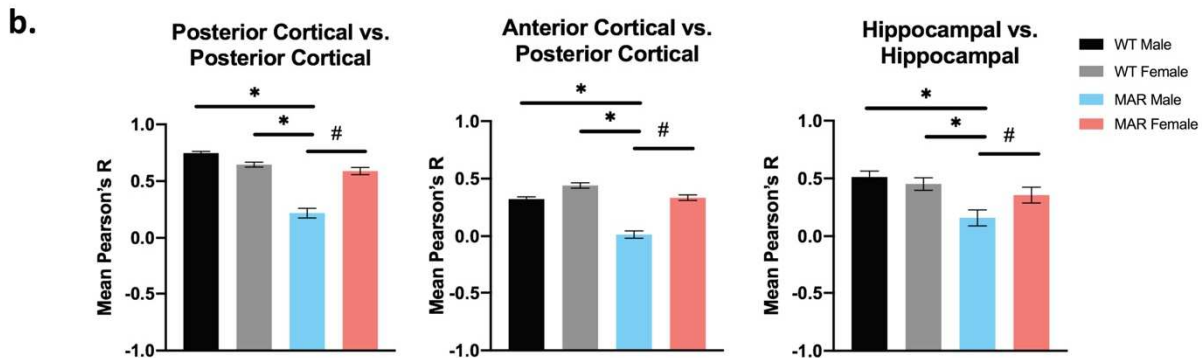 b.
Posterior Cortical vs.
Posterior Cortical
*
*
#
Mean Pearson's R
1.0
0.5
0.0
-0.5
-1.0
Anterior Cortical vs.
Posterior Cortical
*
*
#
Mean Pearson's R
1.0
0.5
0.0
-0.5
-1.0
Hippocampal vs.
Hippocampal
*
*
#
Mean Pearson's R
1.0
0.5
0.0
-0.5
-1.0
WT Male
WT Female
MAR Male
MAR Female